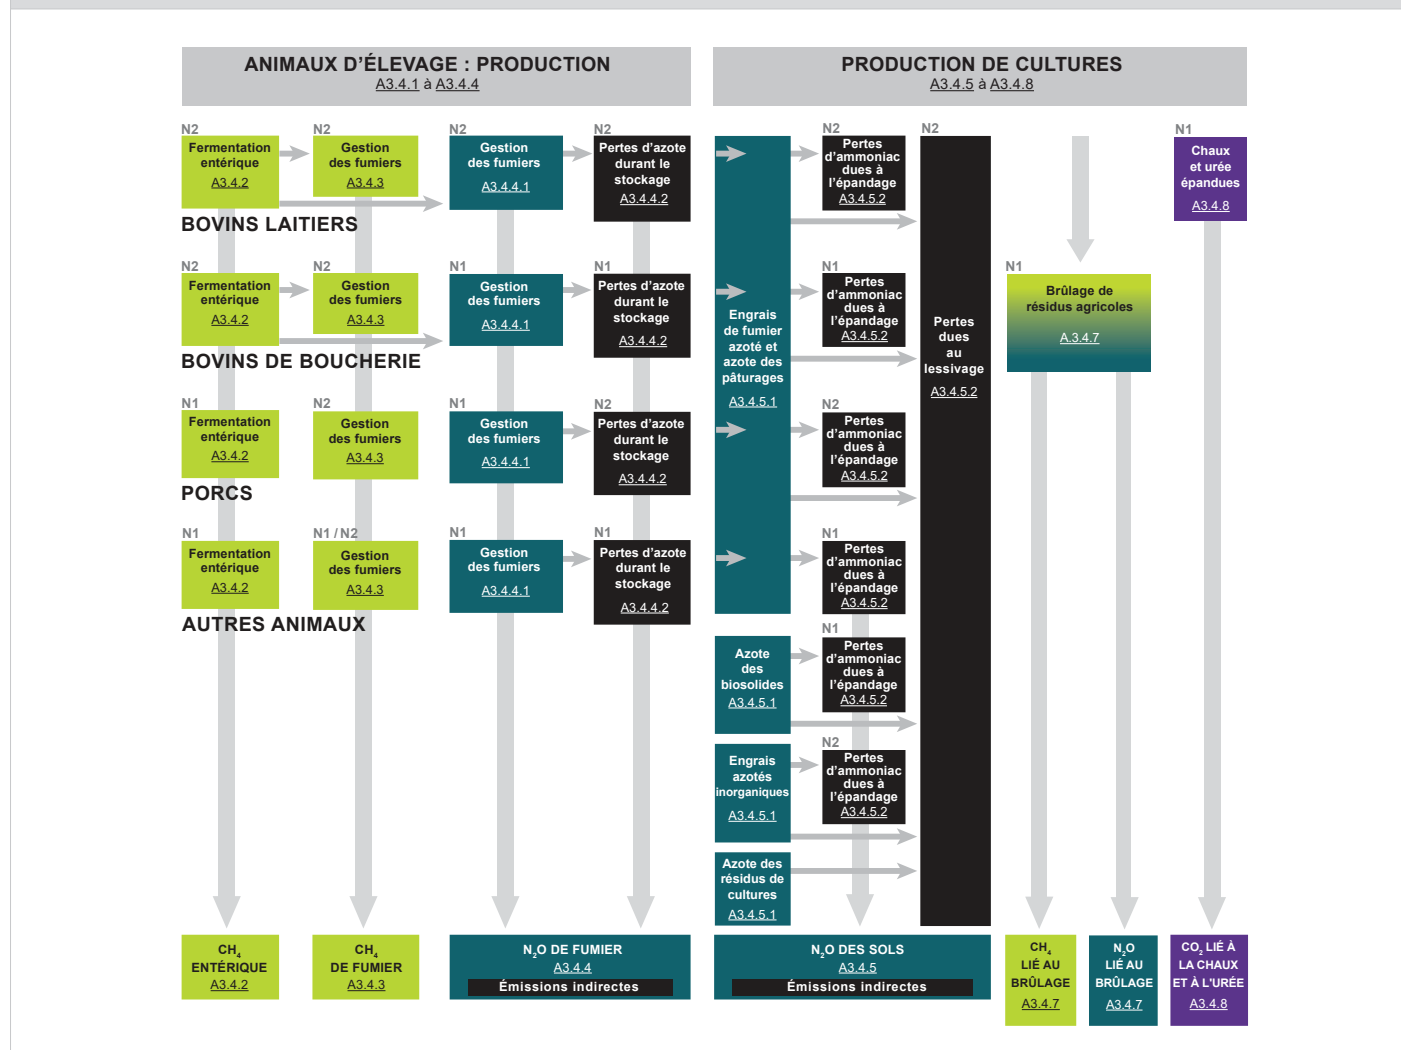 ANIMAUX D'ÉLEVAGE : PRODUCTION
A3.4.1 à A3.4.4
PRODUCTION DE CULTURES
A3.4.5 à A3.4.8
N2
Fermentation
entérique
A3.4.2
N2
Gestion
des fumiers
A3.4.3
N2
Gestion
des fumiers
A3.4.4.1
N2
Pertes d'azote
durant le
stockage
A3.4.4.2
BOVINS LAITIERS
N2
Fermentation
entérique
A3.4.2
N2
Gestion
des fumiers
A3.4.3
N1
Gestion
des fumiers
A3.4.4.1
N1
Pertes d'azote
durant le
stockage
A3.4.4.2
BOVINS DE BOUCHERIE
N1
Fermentation
entérique
A3.4.2
N2
Gestion
des fumiers
A3.4.3
N1
Gestion
des fumiers
A3.4.4.1
N2
Pertes d'azote
durant le
stockage
A3.4.4.2
PORCS
N1
Fermentation
entérique
A3.4.2
N1 / N2
Gestion
des fumiers
A3.4.3
N1
Gestion
des fumiers
A3.4.4.1
N1
Pertes d'azote
durant le
stockage
A3.4.4.2
AUTRES ANIMAUX
Engrais
de fumier
azoté et
azote des
pâturages
A3.4.5.1
N2
Pertes
d'ammoniac
dues à
l'épandage
A3.4.5.2
N1
Pertes
d'ammoniac
dues à
l'épandage
A3.4.5.2
N2
Pertes
d'ammoniac
dues à
l'épandage
A3.4.5.2
N1
Pertes
d'ammoniac
dues à
l'épandage
A3.4.5.2
Azote
des
biosolides
A3.4.5.1
N1
Pertes
d'ammoniac
dues à
l'épandage
A3.4.5.2
Engrais
azotés
inorganiques
A3.4.5.1
N2
Pertes
d'ammoniac
dues à
l'épandage
A3.4.5.2
Azote des
résidus de
cultures
A3.4.5.1
N2
Pertes
dues
au
lessivage
A3.4.5.2
N1
Brûlage de
résidus agricoles
A.3.4.7
N1
Chaux
et urée
épandues
A3.4.8
CH₄
ENTÉRIQUE
A3.4.2
CH₄
DE FUMIER
A3.4.3
N₂O DE FUMIER
A3.4.4
Émissions indirectes
N₂O DES SOLS
A3.4.5
Émissions indirectes
CH₄
LIÉ AU
BRÛLAGE
A3.4.7
N₂O
LIÉ AU
BRÛLAGE
A3.4.7
CO₂ LIÉ À
LA CHAUX
ET À L'URÉE
A3.4.8